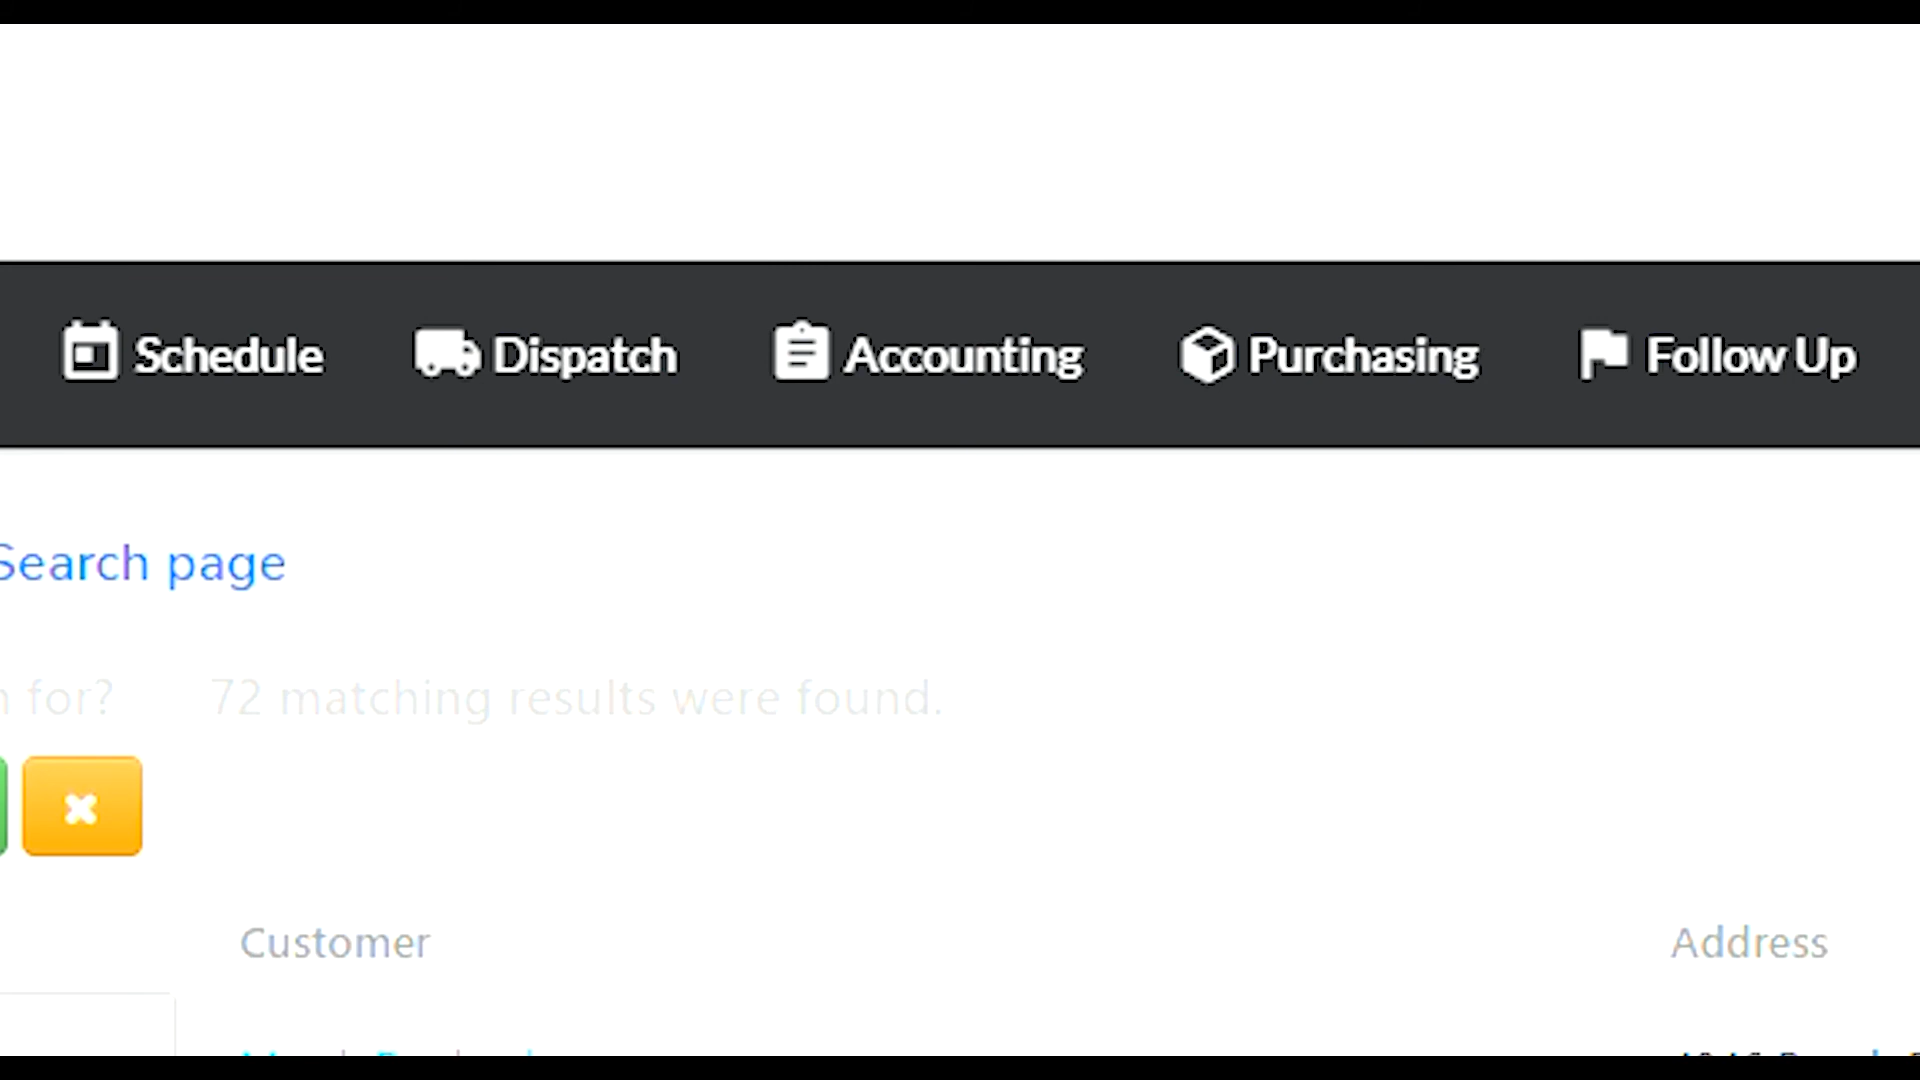 Schedule Dispatch Accounting Purchasing Follow Up
Search page
for? 72 matching results were found.
Customer Address